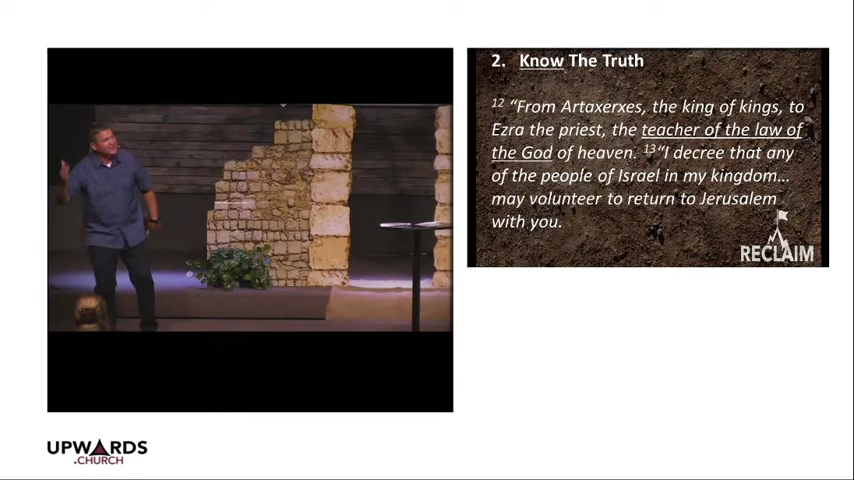 2. Know The Truth
12 “From Artaxerxes, the king of kings, to
Ezra the priest, the teacher of the law of
the God of heaven. 13“I decree that any
of the people of Israel in my kingdom...
may volunteer to return to Jerusalem
with you.
RECLAIM
UPWARDS
.CHURCH